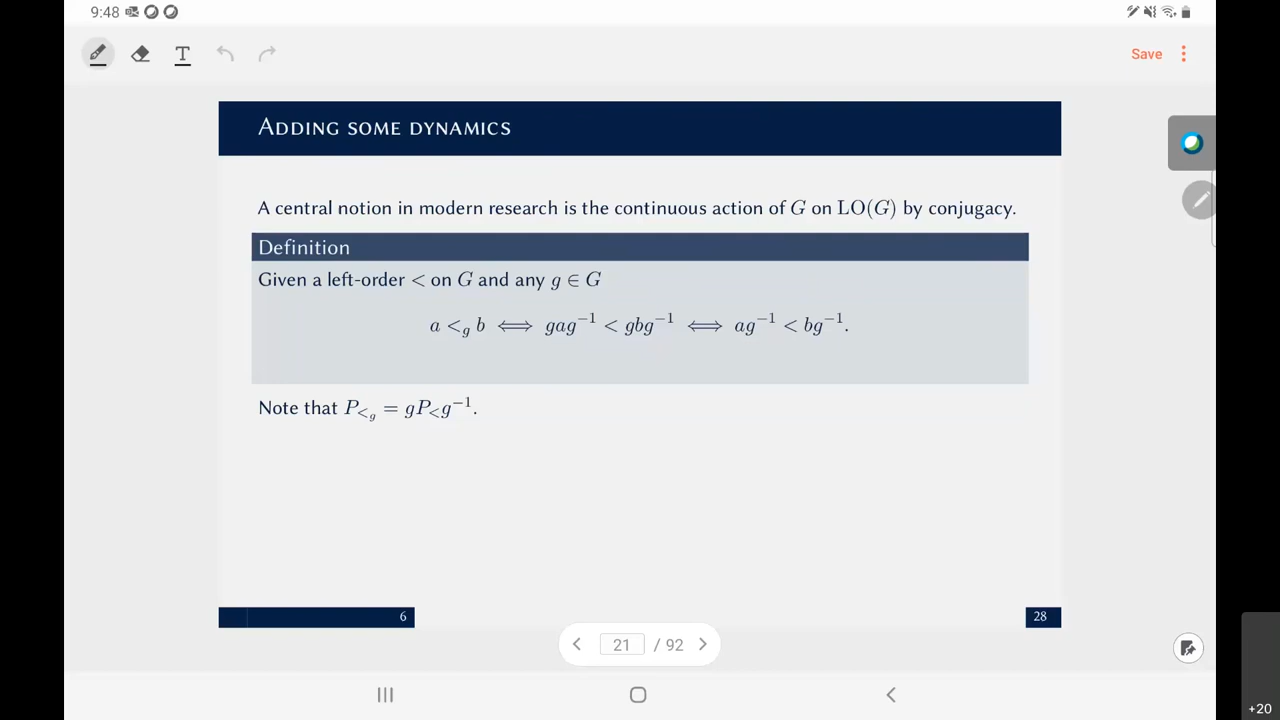 9:48
T
Save
ADDING SOME DYNAMICS
A central notion in modern research is the continuous action of G on LO(G) by conjugacy.
Definition
Given a left-order < on G and any g ∈ G
a <_g b ⟺ gag⁻¹ < gbg⁻¹ ⟺ ag⁻¹ < bg⁻¹.
Note that P_{<_g} = gP_<g⁻¹.
6
28
21 / 92
+20